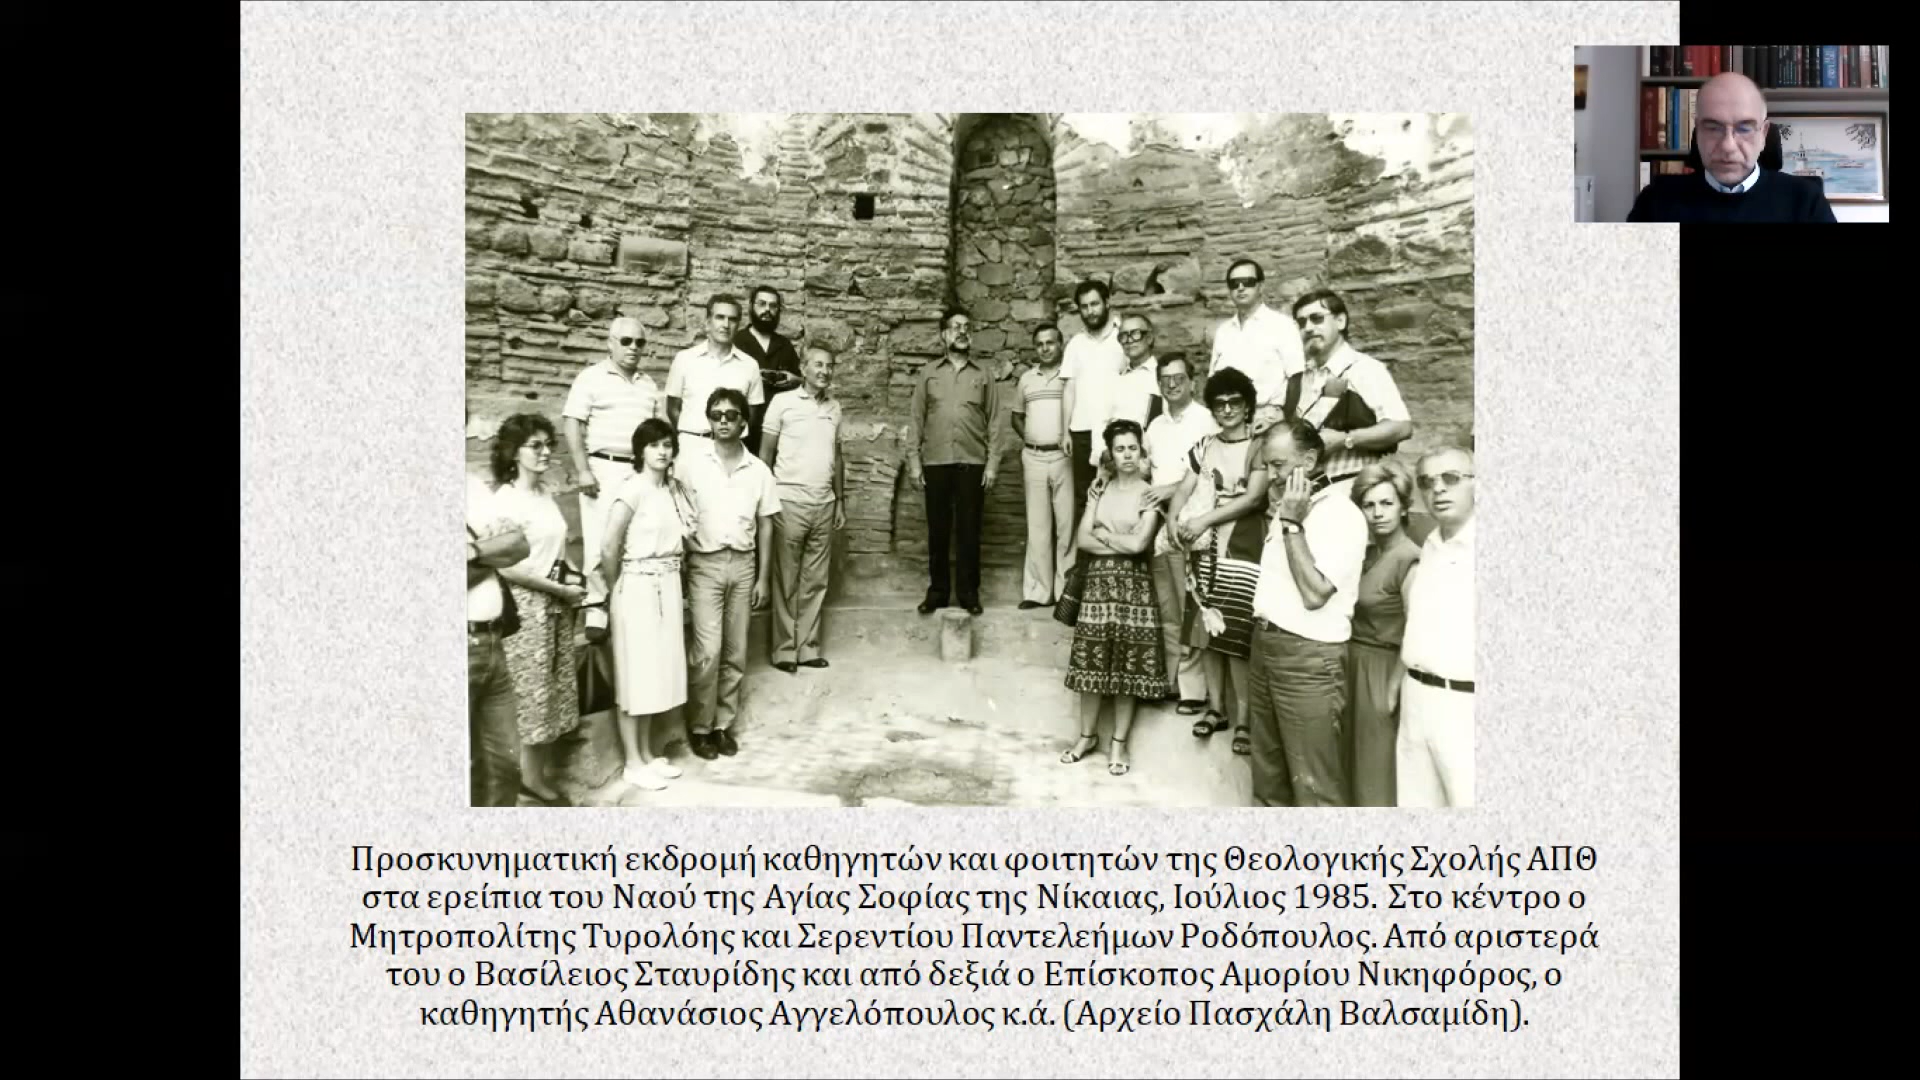 Προσκυνηματική εκδρομή καθηγητών και φοιτητών της Θεολογικής Σχολής ΑΠΘ
στα ερείπια του Ναού της Αγίας Σοφίας της Νίκαιας, Ιούλιος 1985. Στο κέντρο ο
Μητροπολίτης Τυρολόης και Σερεντίου Παντελεήμων Ροδόπουλος. Από αριστερά
του ο Βασίλειος Σταυρίδης και από δεξιά ο Επίσκοπος Αμορίου Νικηφόρος, ο
καθηγητής Αθανάσιος Αγγελόπουλος κ.ά. (Αρχείο Πασχάλη Βαλσαμίδη).